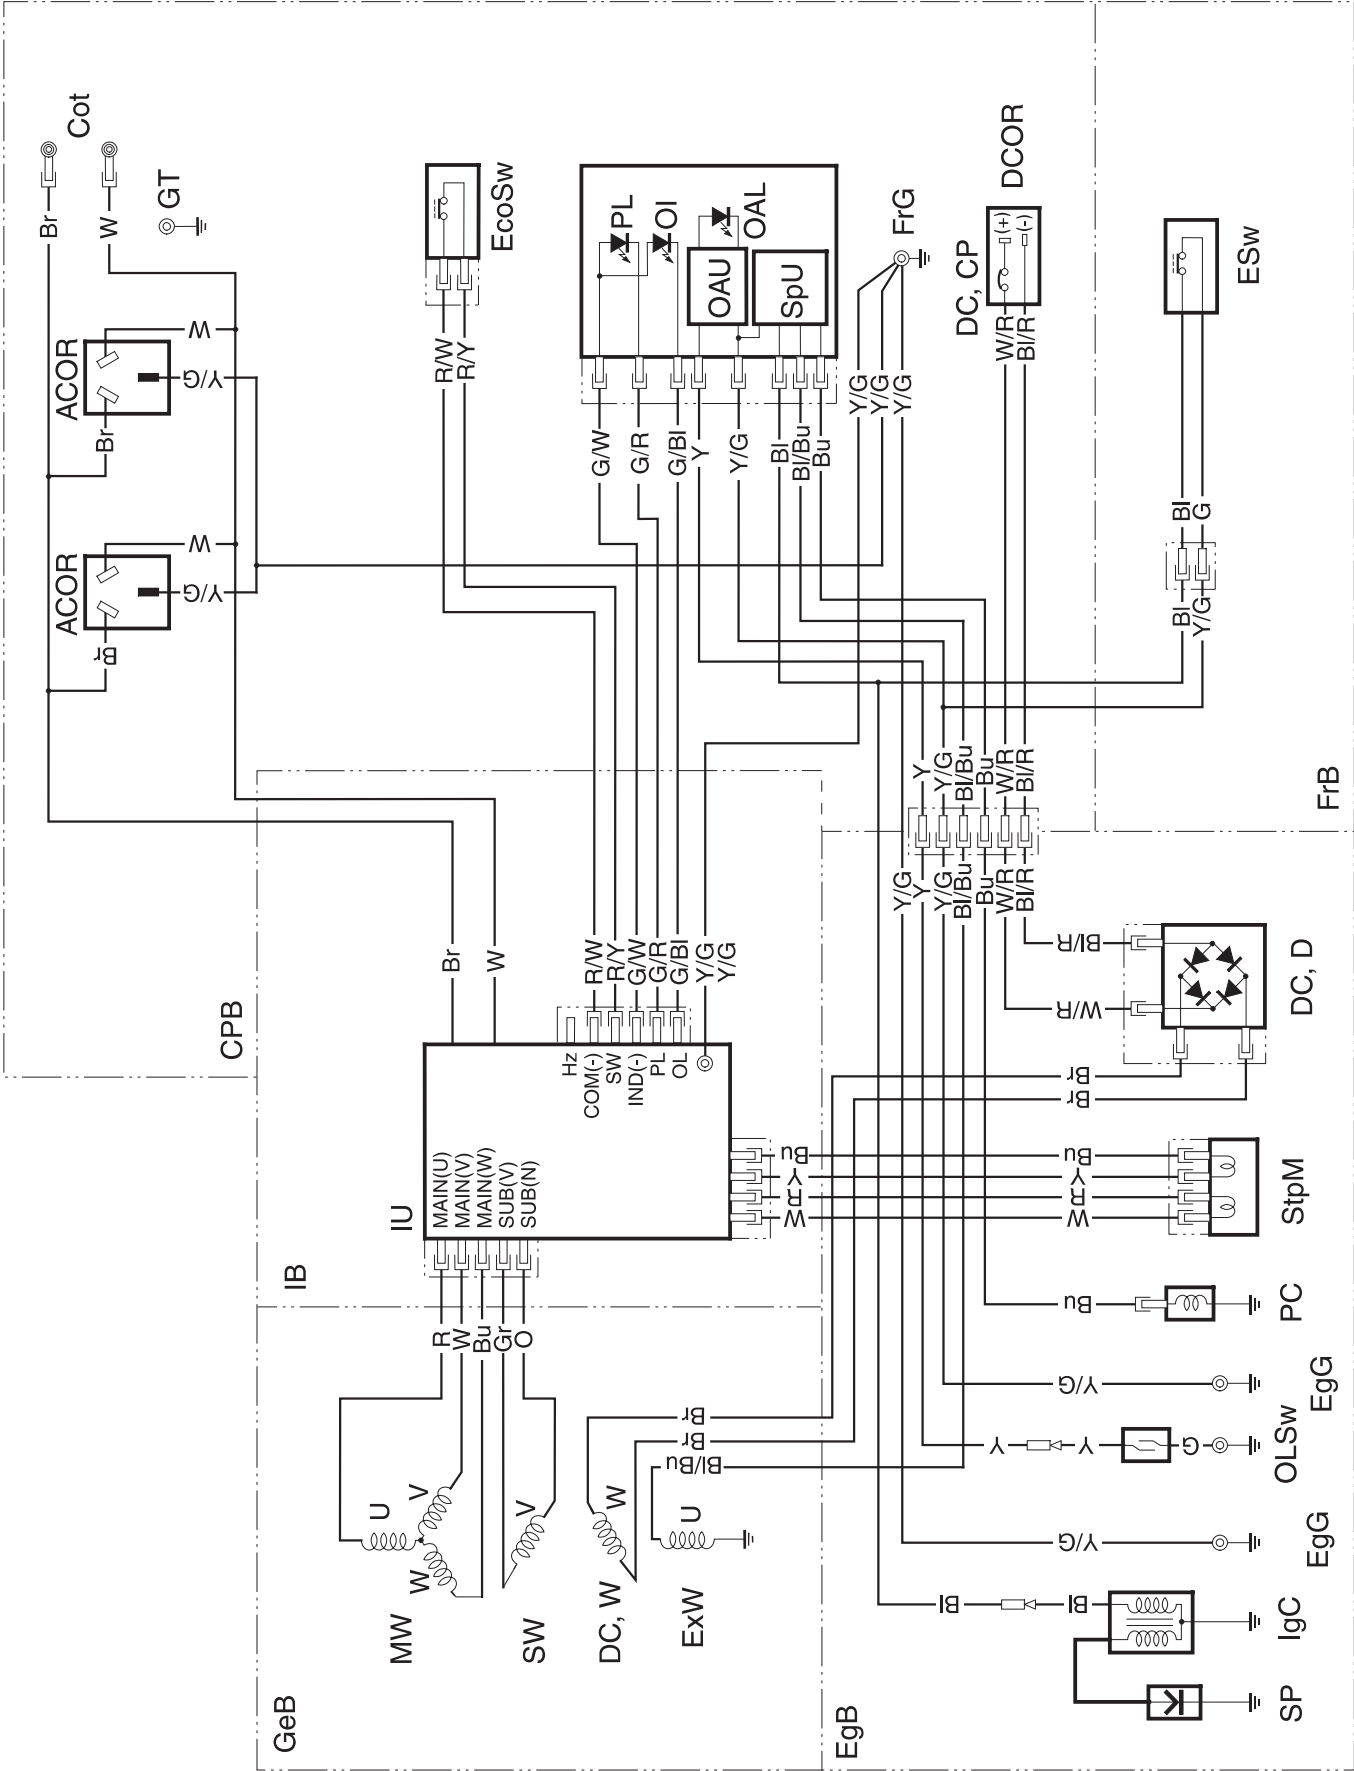 Cot
Br
W
GT
ACOR
W
Y/G
Br
ACOR
W
Y/G
Br
EcoSw
R/W
R/Y
PL
OI
OAL
OAU
SpU
G/W
G/R
G/Bl
Y
Y/G
Bl
Bl/Bu
Bu
FrG
Y/G
Y/G
Y/G
DC, CP
DCOR
(+)
(-)
W/R
Bl/R
ESw
Bl
G
Bl
Y/G
FrB
Y
Y/G
Bl/Bu
Bu
W/R
Bl/R
Y/G
Y
Y/G
Bl/Bu
Bu
W/R
Bl/R
CPB
Br
W
R/W
R/Y
G/W
G/R
G/Bl
Y/G
Y/G
Hz
COM(-)
SW
IND(-)
PL
OL
IU
MAIN(U)
MAIN(V)
MAIN(W)
SUB(V)
SUB(N)
IB
R
W
Bu
Gr
O
Bu
Y
R
W
Bu
Y
R
W
StpM
Bl/R
W/R
DC, D
Br
Br
Bu
PC
Y/G
EgG
Y
Y
G
OLSw
Y/G
EgG
Bl
Bl
IgC
SP
EgB
GeB
MW
U
V
W
SW
V
DC, W
W
Br
Br
Bl/Bu
ExW
U